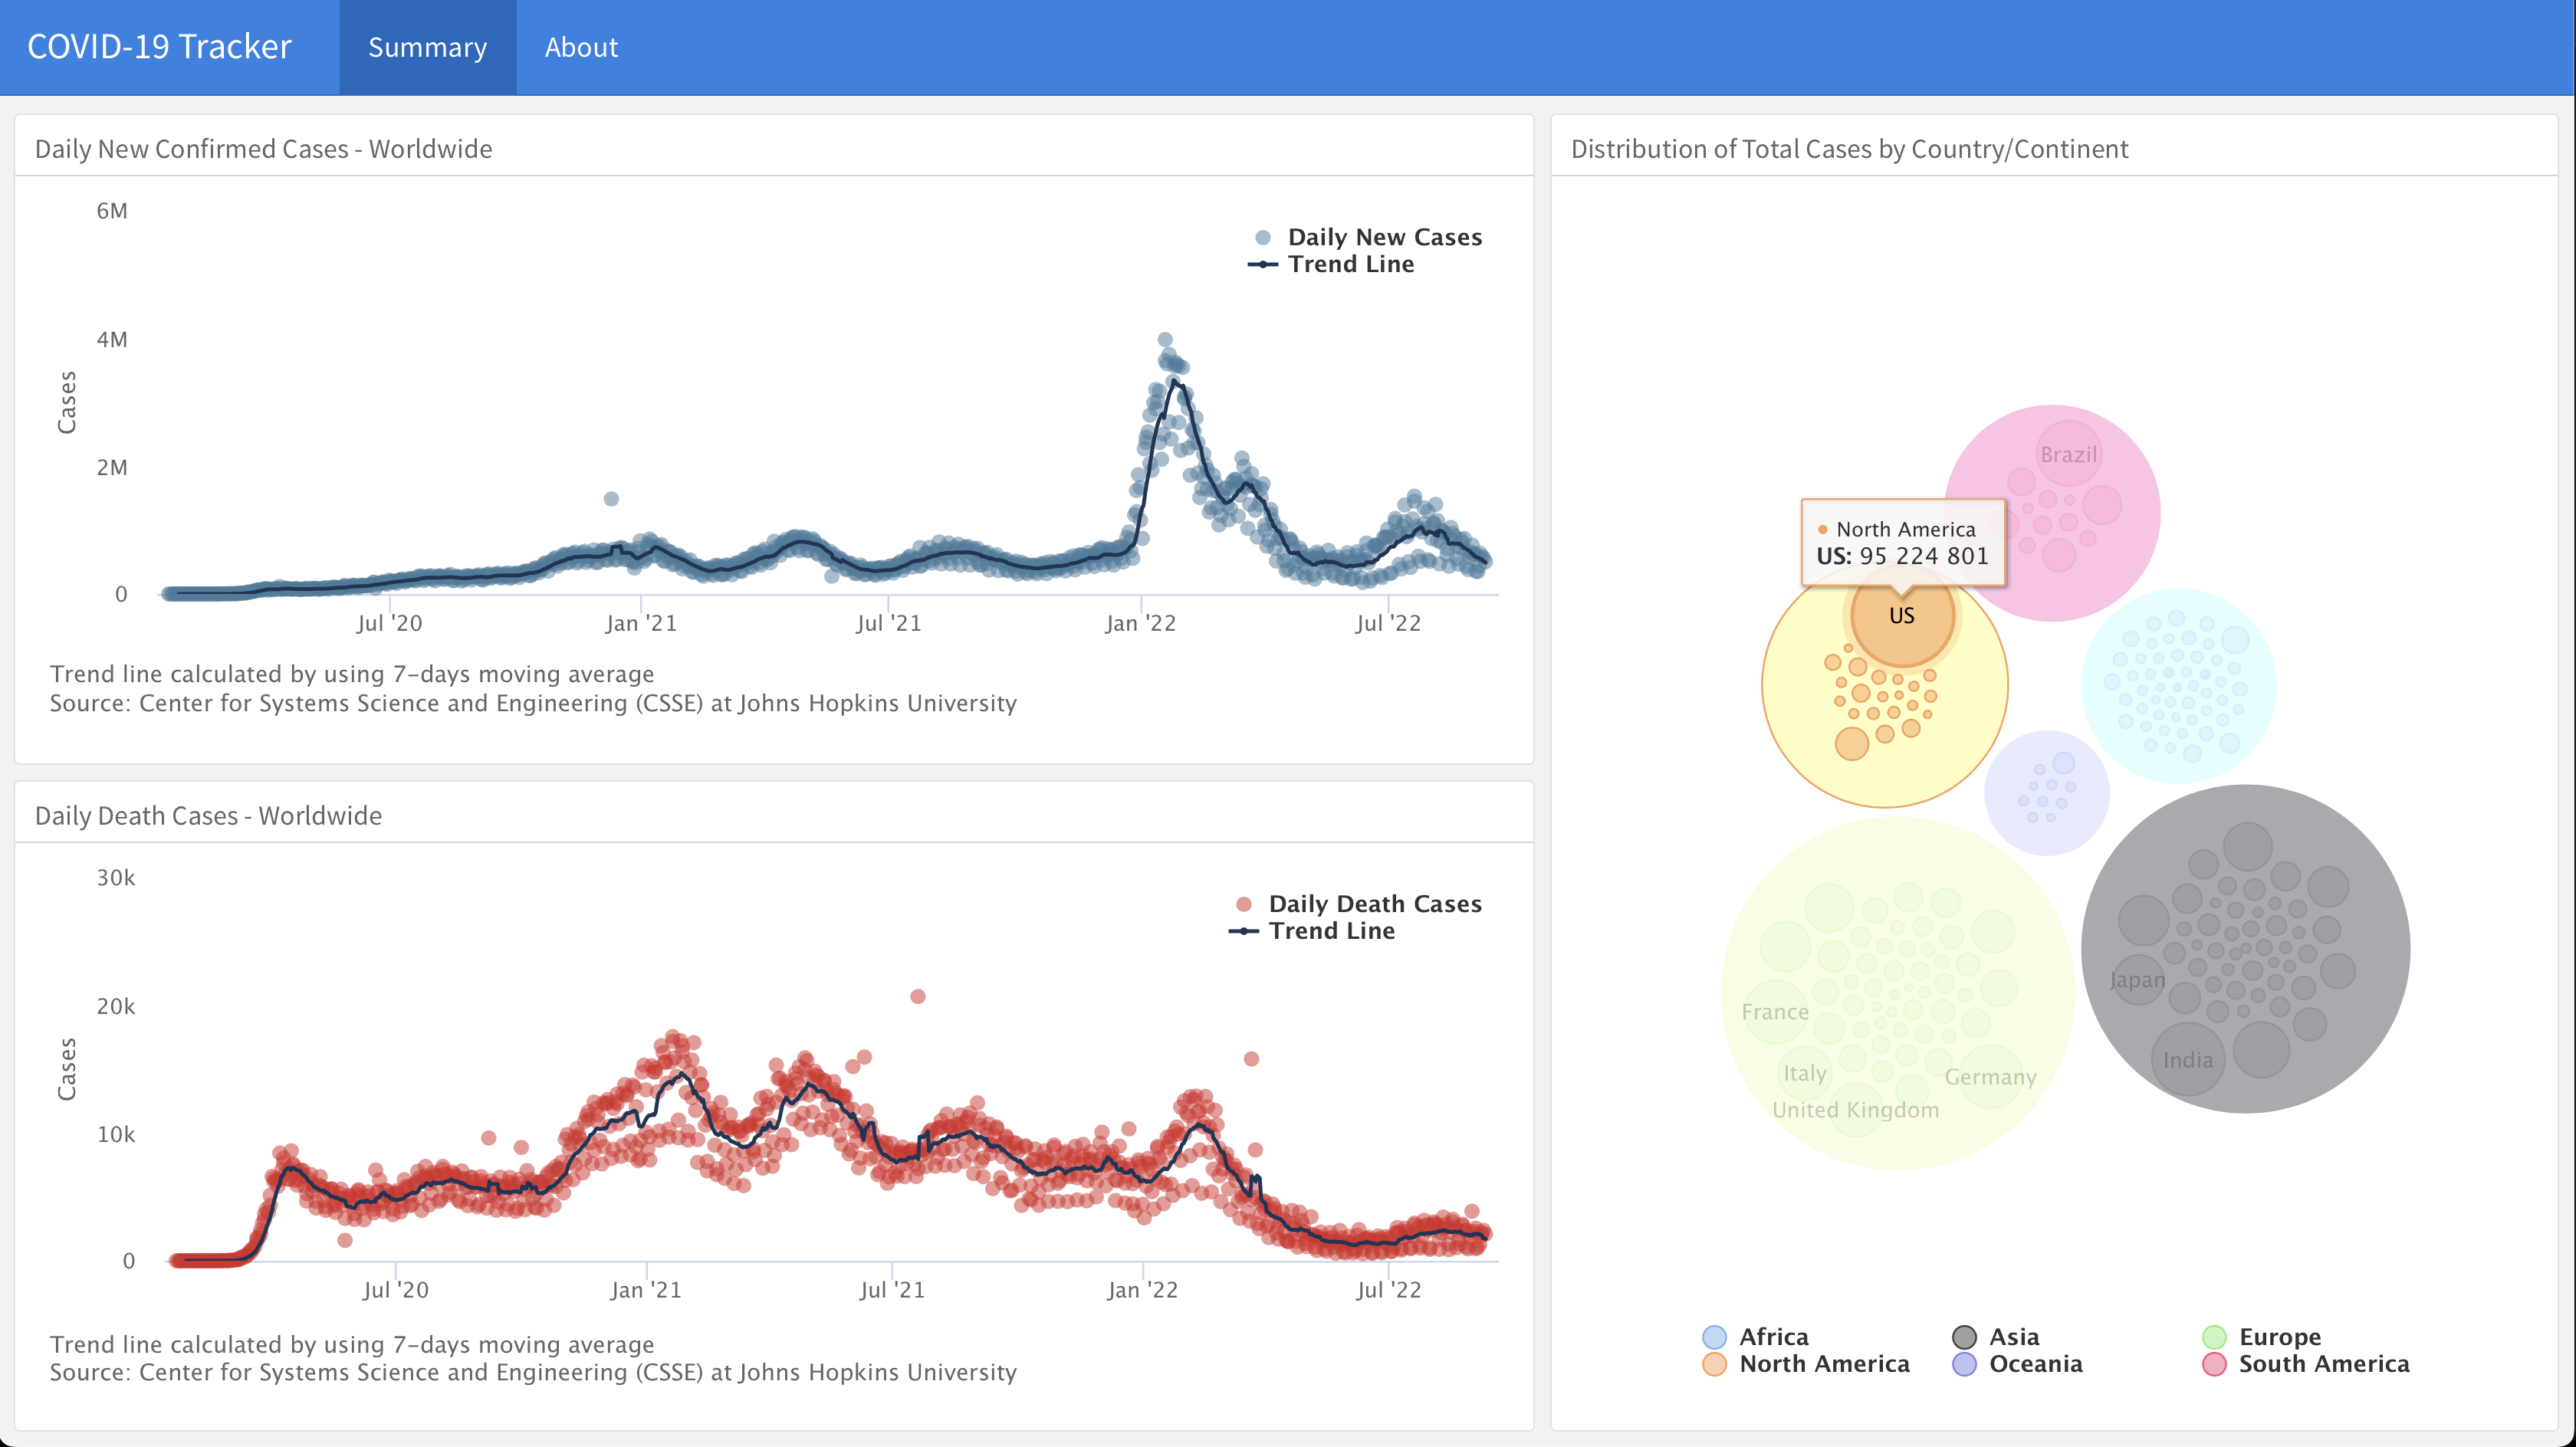 COVID-19 Tracker
Summary
About
Daily New Confirmed Cases - Worldwide
6M
4M
2M
0
Cases
Daily New Cases
Trend Line
Jul '20
Jan '21
Jul '21
Jan '22
Jul '22
Trend line calculated by using 7-days moving average
Source: Center for Systems Science and Engineering (CSSE) at Johns Hopkins University
Daily Death Cases - Worldwide
30k
20k
10k
0
Cases
Daily Death Cases
Trend Line
Jul '20
Jan '21
Jul '21
Jan '22
Jul '22
Trend line calculated by using 7-days moving average
Source: Center for Systems Science and Engineering (CSSE) at Johns Hopkins University
Distribution of Total Cases by Country/Continent
Brazil
North America
US: 95 224 801
US
Japan
India
France
Italy
Germany
United Kingdom
Africa
Asia
Europe
North America
Oceania
South America